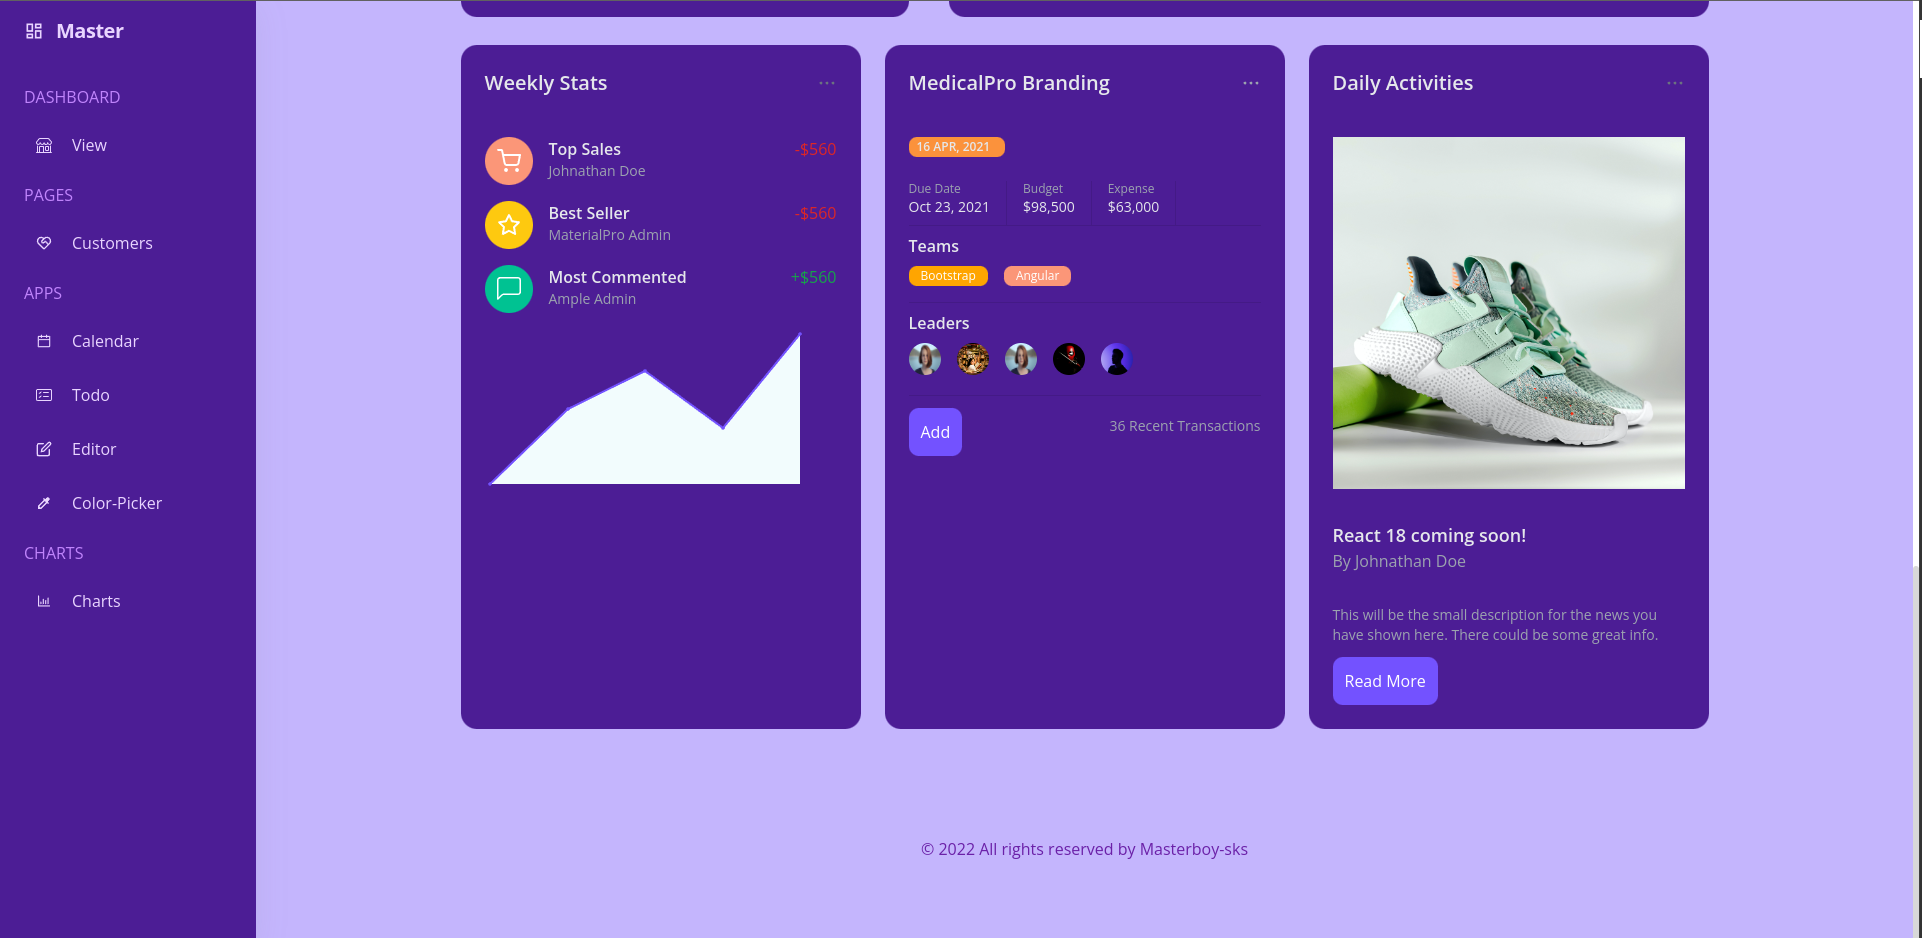 Master
DASHBOARD
View
PAGES
Customers
APPS
Calendar
Todo
Editor
Color-Picker
CHARTS
Charts
Weekly Stats
Top Sales
-$560
Johnathan Doe
Best Seller
-$560
MaterialPro Admin
Most Commented
+$560
Ample Admin
MedicalPro Branding
16 APR, 2021
Due Date Budget Expense
Oct 23, 2021 $98,500 $63,000
Teams
Bootstrap Angular
Leaders
Add
36 Recent Transactions
Daily Activities
React 18 coming soon!
By Johnathan Doe
This will be the small description for the news you
have shown here. There could be some great info.
Read More
© 2022 All rights reserved by Masterboy-sks